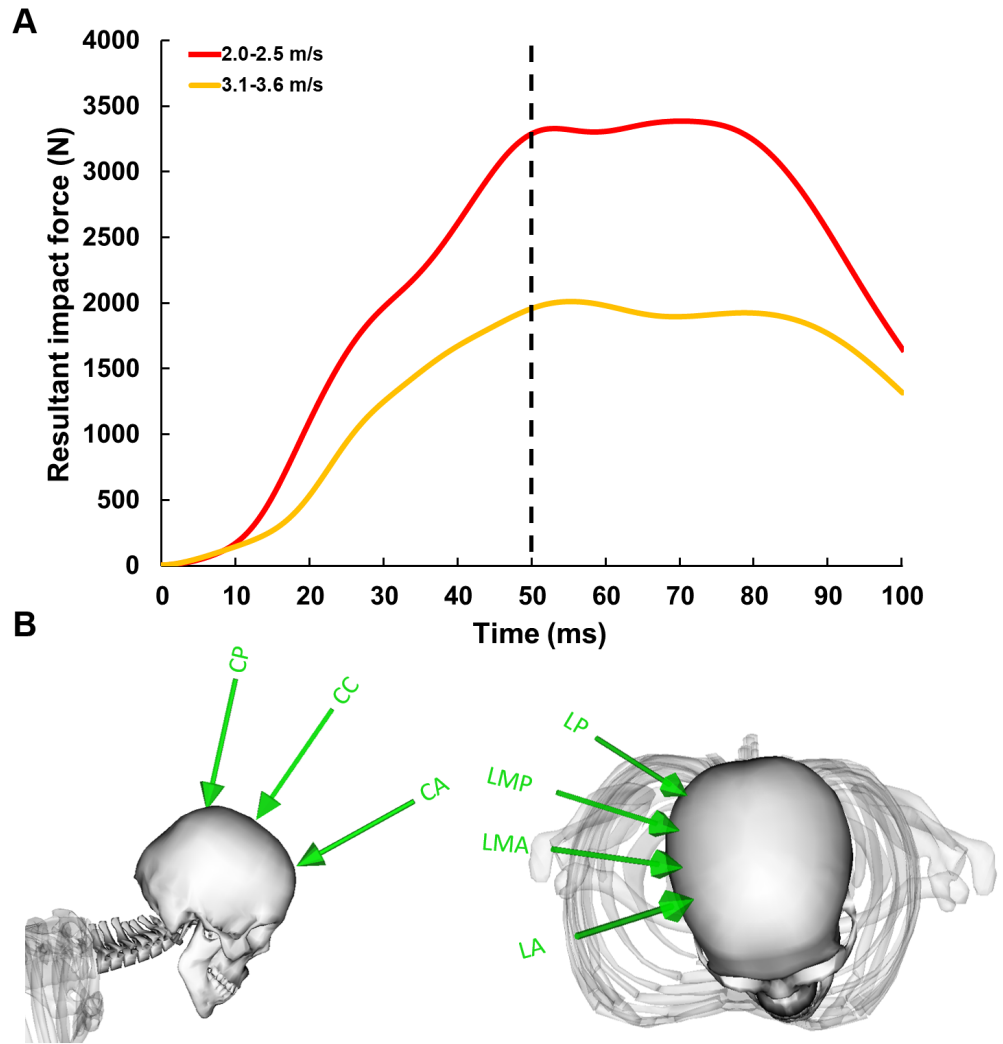 A
Resultant impact force (N)
4000
3500
3000
2500
2000
1500
1000
500
0
2.0-2.5 m/s
3.1-3.6 m/s
0 10 20 30 40 50 60 70 80 90 100
Time (ms)
B
CP
CC
CA
LP
LMP
LMA
LA